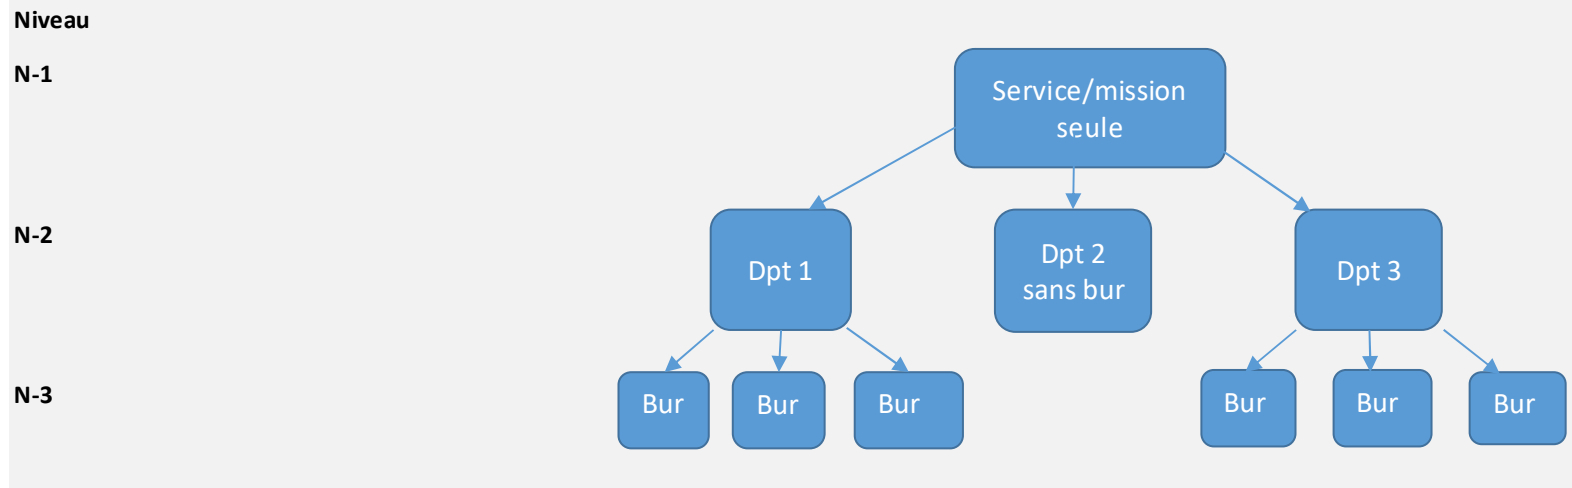 Niveau
N-1
Service/mission
seule
N-2
Dpt 1
Dpt 2
sans bur
Dpt 3
N-3
Bur
Bur
Bur
Bur
Bur
Bur